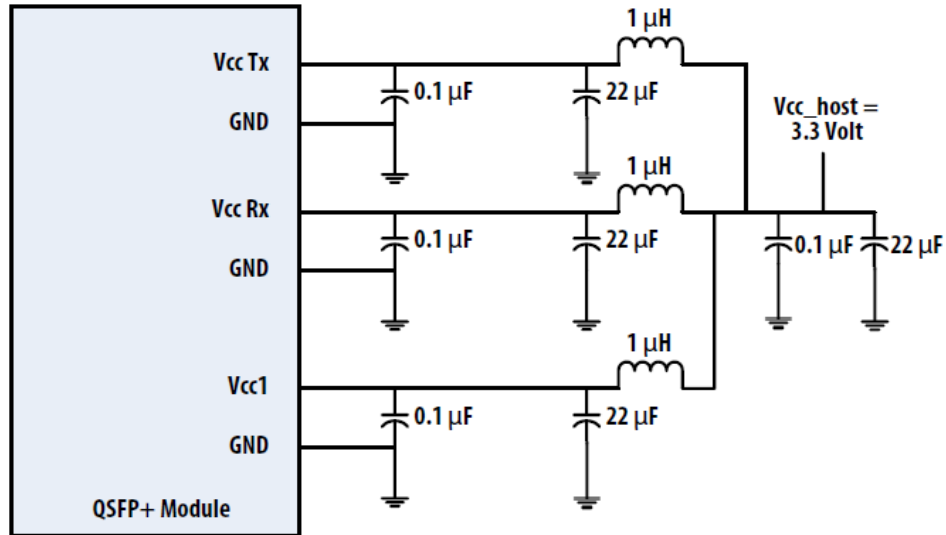 1 μH
Vcc Tx
0.1 μF
22 μF
Vcc_host =
3.3 Volt
GND
1 μH
Vcc Rx
0.1 μF
22 μF
0.1 μF
22 μF
GND
1 μH
Vcc1
0.1 μF
22 μF
GND
QSFP+ Module